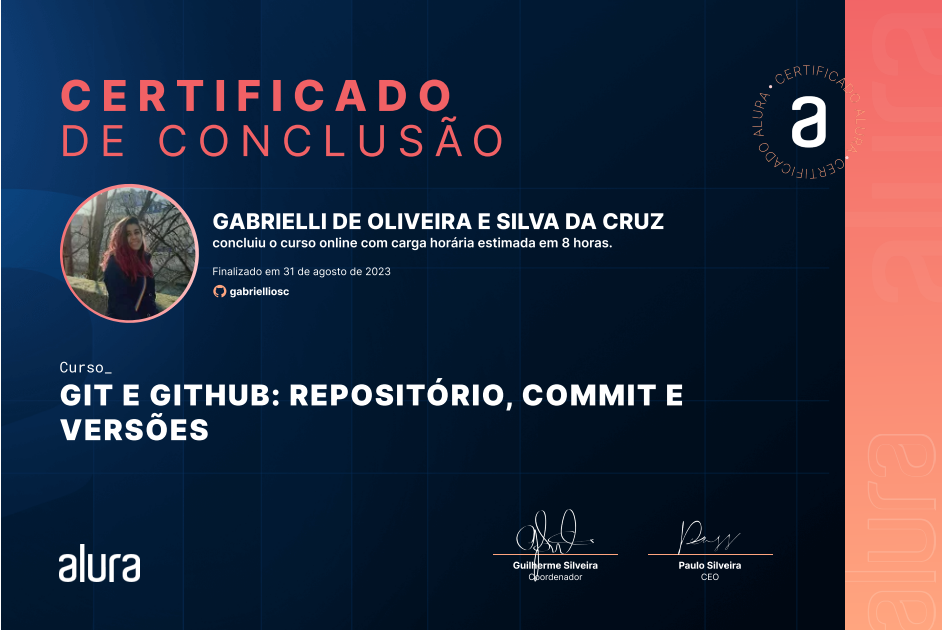 CERTIFICADO
DE CONCLUSÃO
CERTIFICADO ALURA • CERTIFICADO ALURA •
a
GABRIELLI DE OLIVEIRA E SILVA DA CRUZ
concluiu o curso online com carga horária estimada em 8 horas.
Finalizado em 31 de agosto de 2023
gabrielliosc
Curso_
GIT E GITHUB: REPOSITÓRIO, COMMIT E
VERSÕES
alura
Guilherme Silveira
Coordenador
Paulo Silveira
CEO
alura
alura